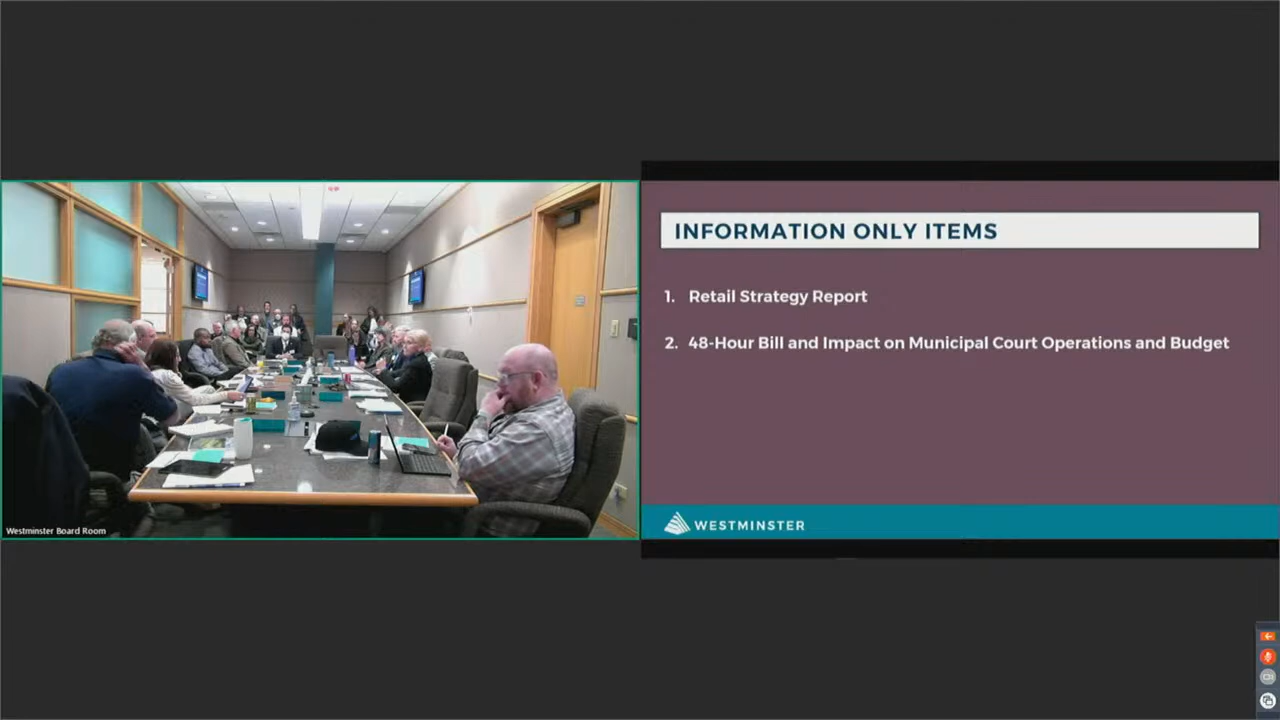 INFORMATION ONLY ITEMS
1. Retail Strategy Report
2. 48-Hour Bill and Impact on Municipal Court Operations and Budget
Westminster Board Room
WESTMINSTER